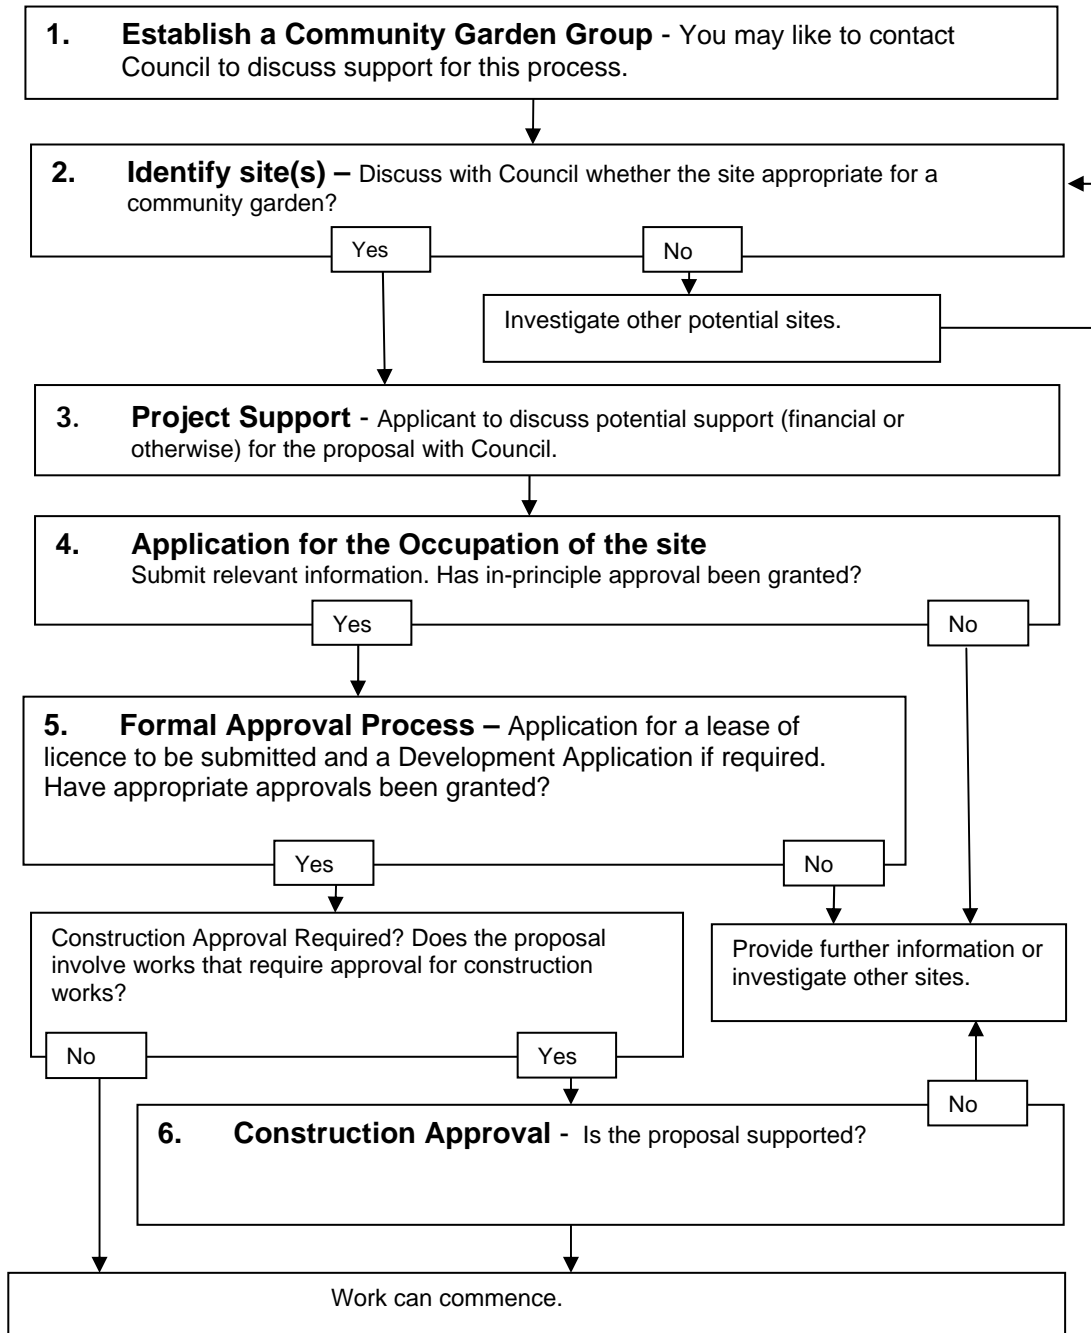 1. Establish a Community Garden Group - You may like to contact
Council to discuss support for this process.
2. Identify site(s) – Discuss with Council whether the site appropriate for a
community garden?
Yes
No
Investigate other potential sites.
3. Project Support - Applicant to discuss potential support (financial or
otherwise) for the proposal with Council.
4. Application for the Occupation of the site
Submit relevant information. Has in-principle approval been granted?
Yes
No
5. Formal Approval Process – Application for a lease of
licence to be submitted and a Development Application if required.
Have appropriate approvals been granted?
Yes
No
Construction Approval Required? Does the proposal
involve works that require approval for construction
works?
Provide further information or
investigate other sites.
No
Yes
No
6. Construction Approval - Is the proposal supported?
Work can commence.